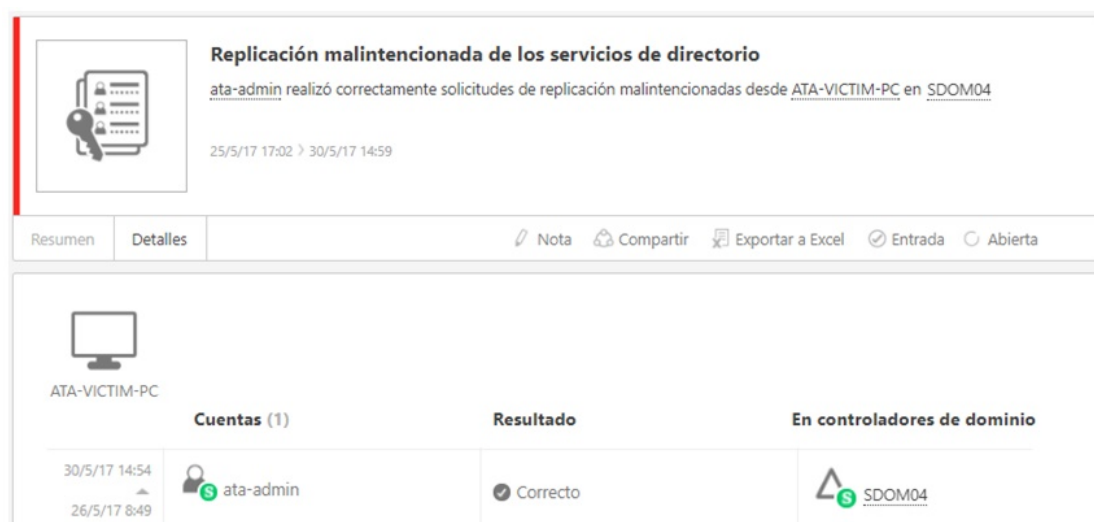 Replicación malintencionada de los servicios de directorio
ata-admin realizó correctamente solicitudes de replicación malintencionadas desde ATA-VICTIM-PC en SDOM04
25/5/17 17:02 > 30/5/17 14:59
Resumen Detalles Nota Compartir Exportar a Excel Entrada Abierta
ATA-VICTIM-PC
Cuentas (1) Resultado En controladores de dominio
30/5/17 14:54
S ata-admin Correcto S SDOM04
26/5/17 8:49